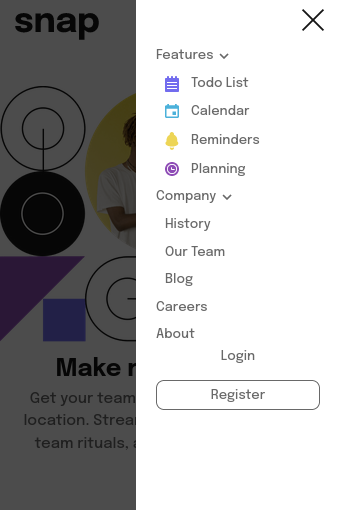 snap
Features
Todo List
Calendar
Reminders
Planning
Company
History
Our Team
Blog
Careers
About
Login
Register
Make r
Get your team
location. Strea
team rituals, a